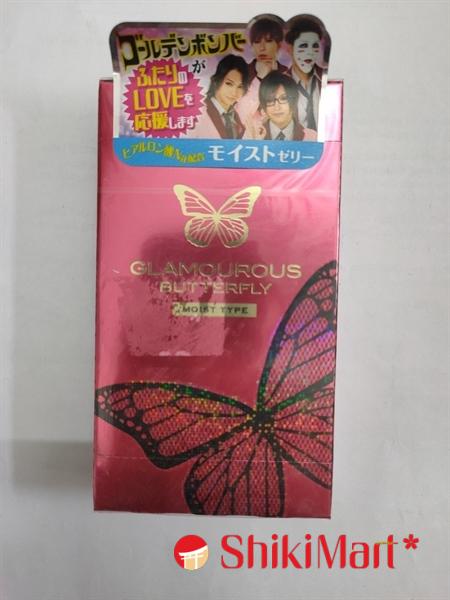 ゴールデンボンバー
が
ふたりの
LOVEを
応援します
ヒアルロン酸Na配合 モイストゼリー
GLAMOUROUS
BUTTERFLY
MOIST TYPE
ShikiMart*